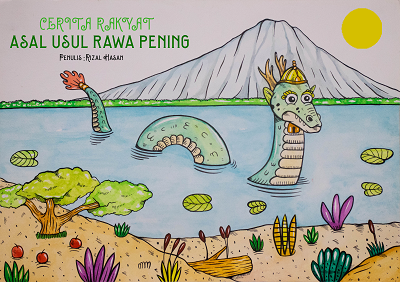 CERITA RAKYAT
ASAL USUL RAWA PENING
PENULIS :RIZAL HASAN